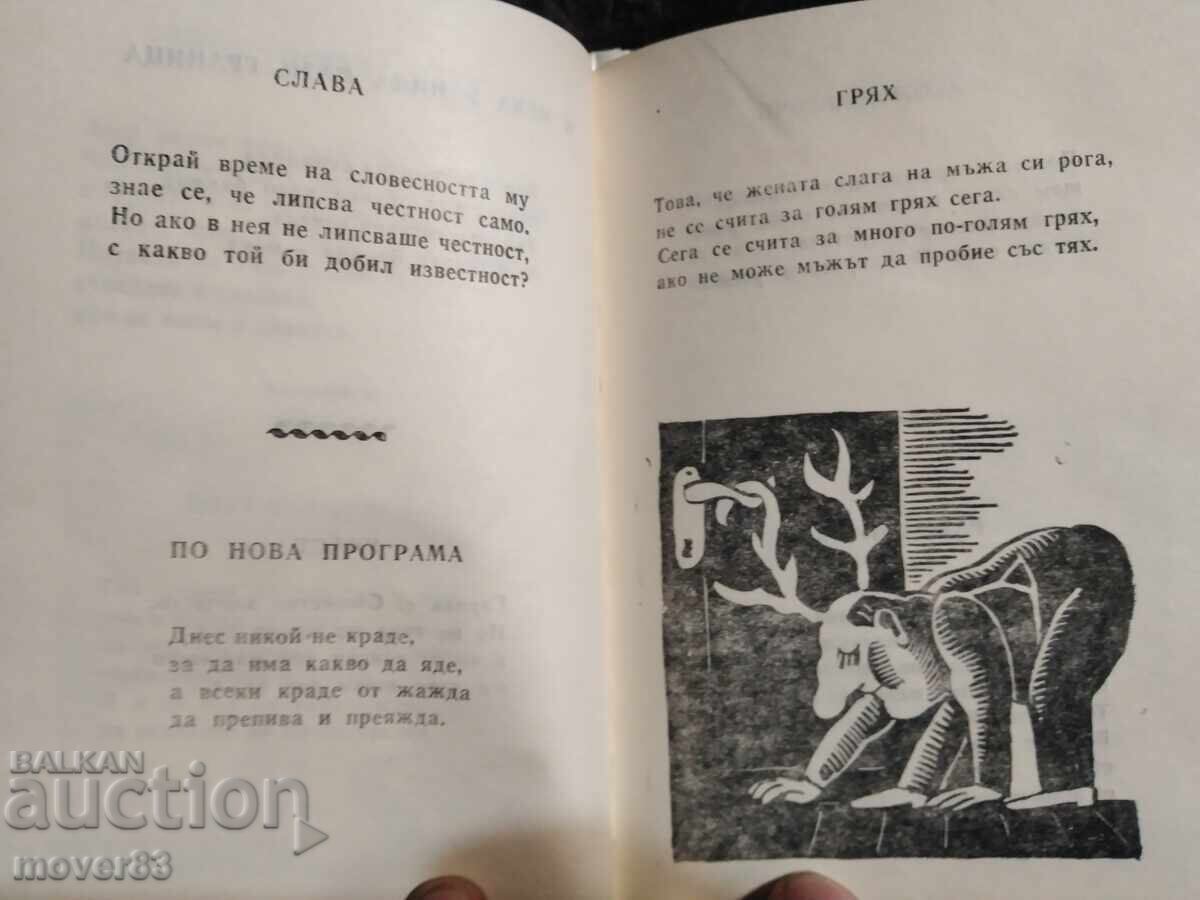 СЛАВА
Открай време на словесността му
знае се, че липсва честност само.
Но ако в нея не липсваше честност,
с какво той би добил известност?
ПО НОВА ПРОГРАМА
Днес никой не краде,
за да има какво да яде,
а всеки краде от жажда
да препива и преяжда.
ГРЯХ
Това, че жената слага на мъжа си рога,
не се счита за голям грях сега.
Сега се счита за много по-голям грях,
ако не може мъжът да пробие със тях.
BALKAN
auction
mover83